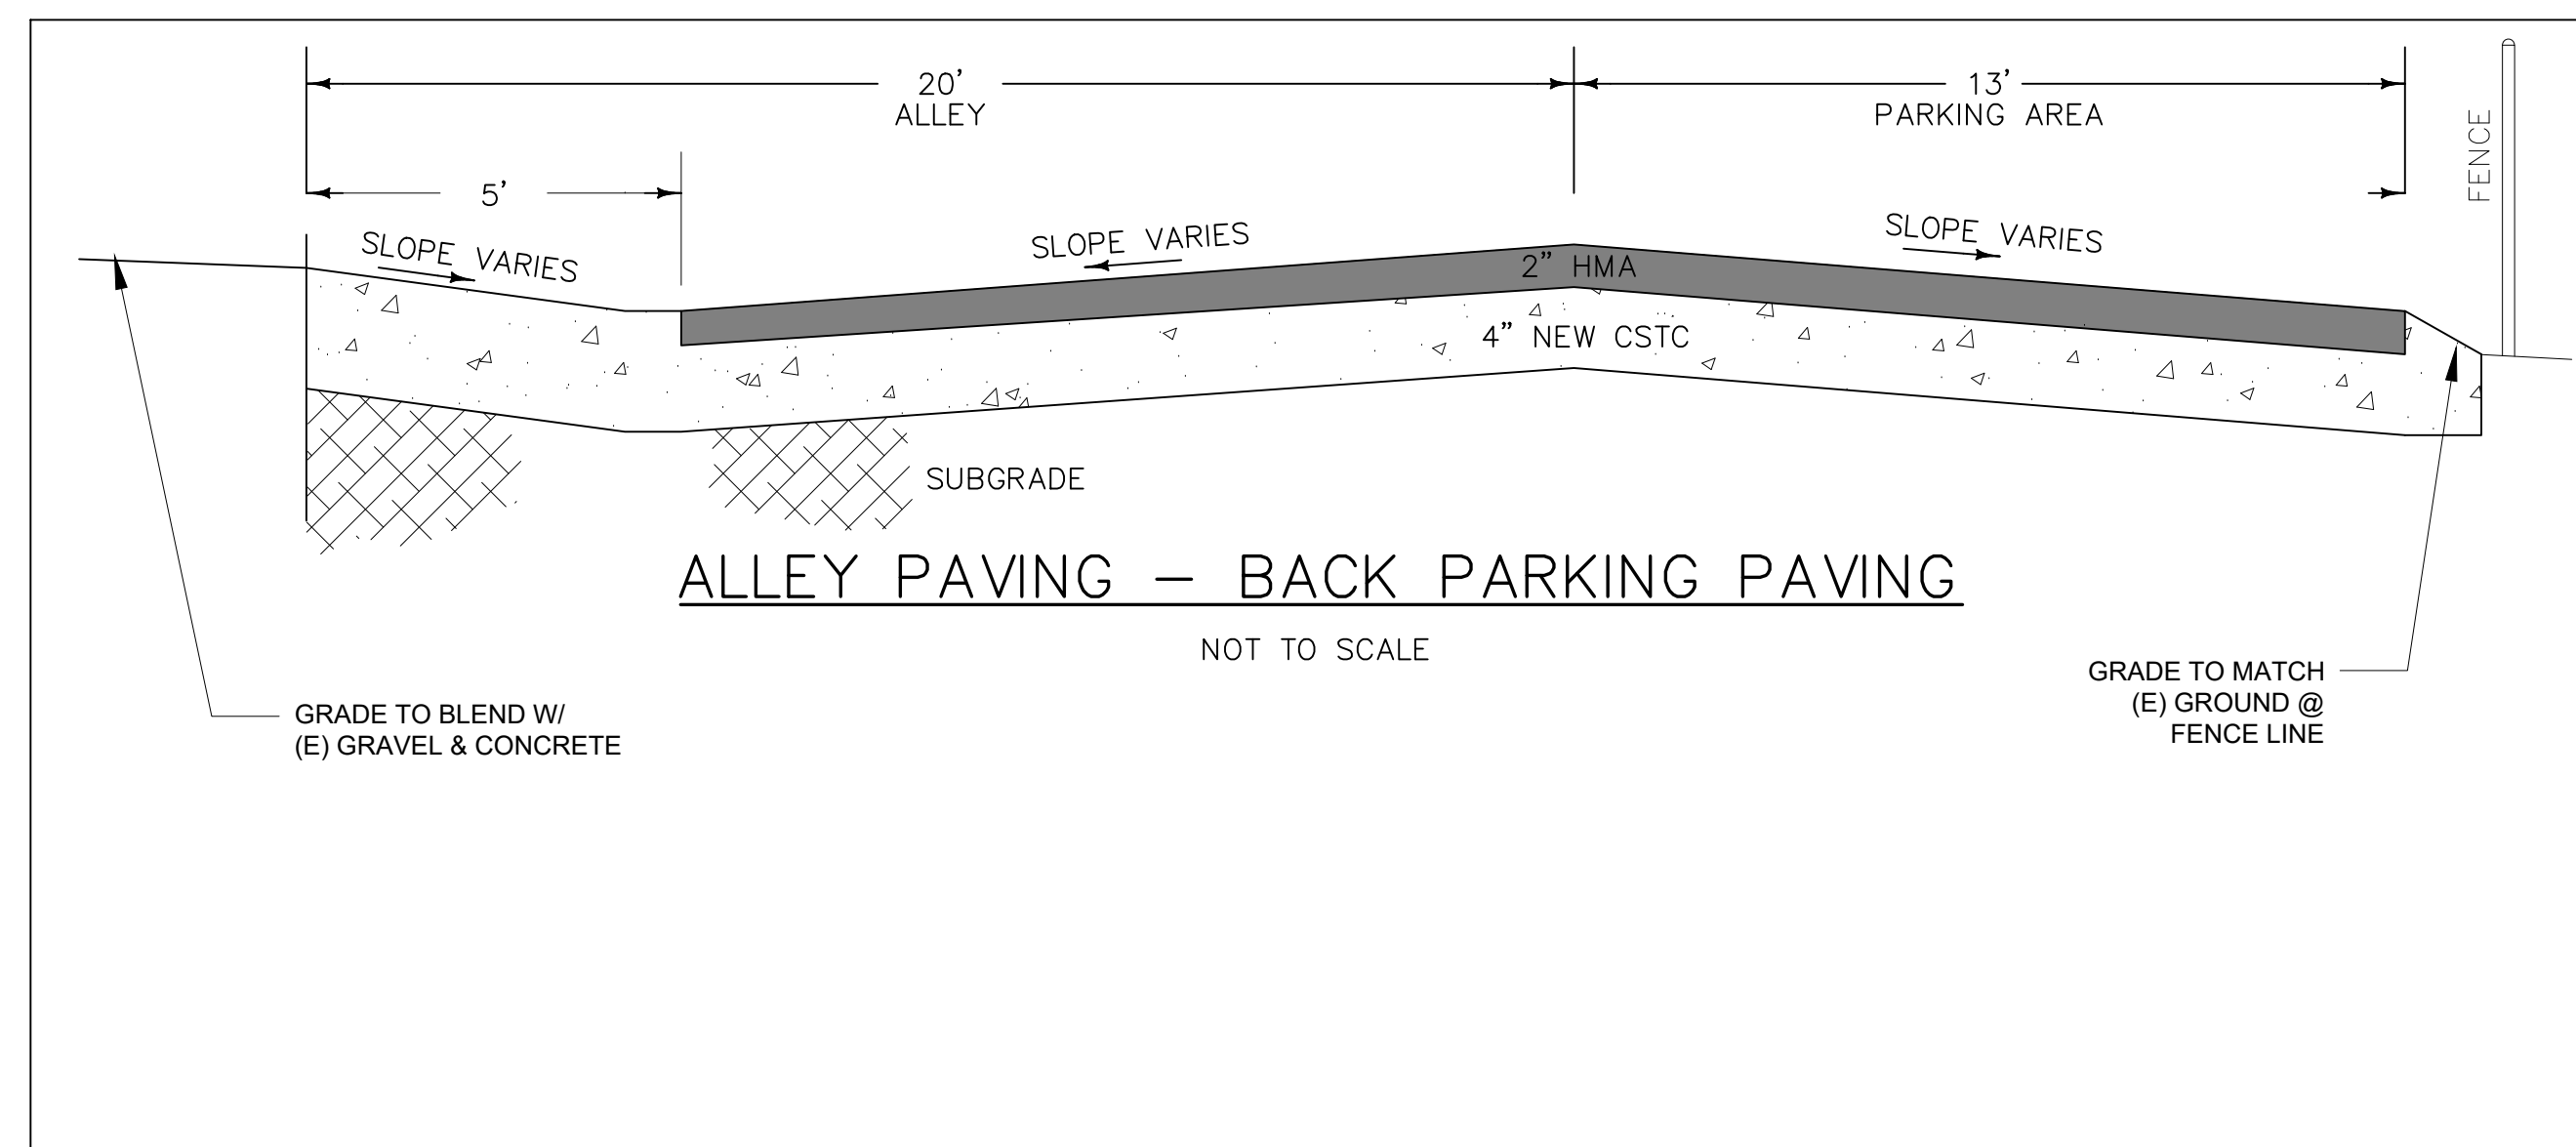 20'
ALLEY
13'
PARKING AREA
FENCE
5'
SLOPE VARIES
SLOPE VARIES
SLOPE VARIES
2" HMA
4" NEW CSTC
SUBGRADE
ALLEY PAVING – BACK PARKING PAVING
NOT TO SCALE
GRADE TO BLEND W/
(E) GRAVEL & CONCRETE
GRADE TO MATCH
(E) GROUND @
FENCE LINE